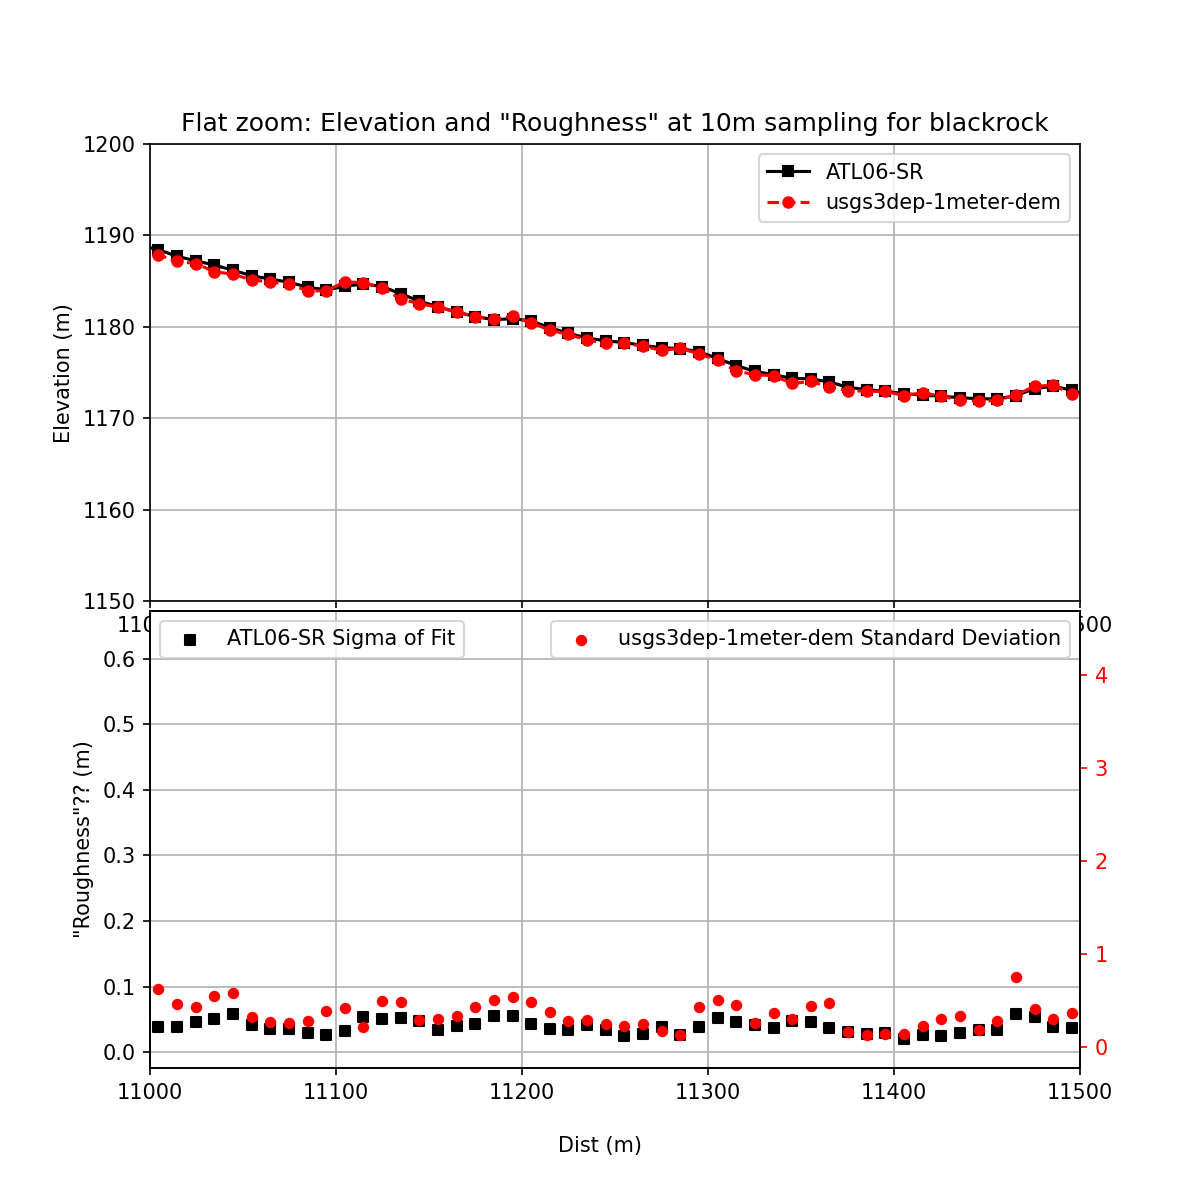 Flat zoom: Elevation and "Roughness" at 10m sampling for blackrock
1200
1190
1180
1170
1160
1150
Elevation (m)
ATL06-SR
usgs3dep-1meter-dem
ATL06-SR Sigma of Fit
usgs3dep-1meter-dem Standard Deviation
0.6
0.5
0.4
0.3
0.2
0.1
0.0
"Roughness"?? (m)
4
3
2
1
0
11000 11100 11200 11300 11400 11500
Dist (m)